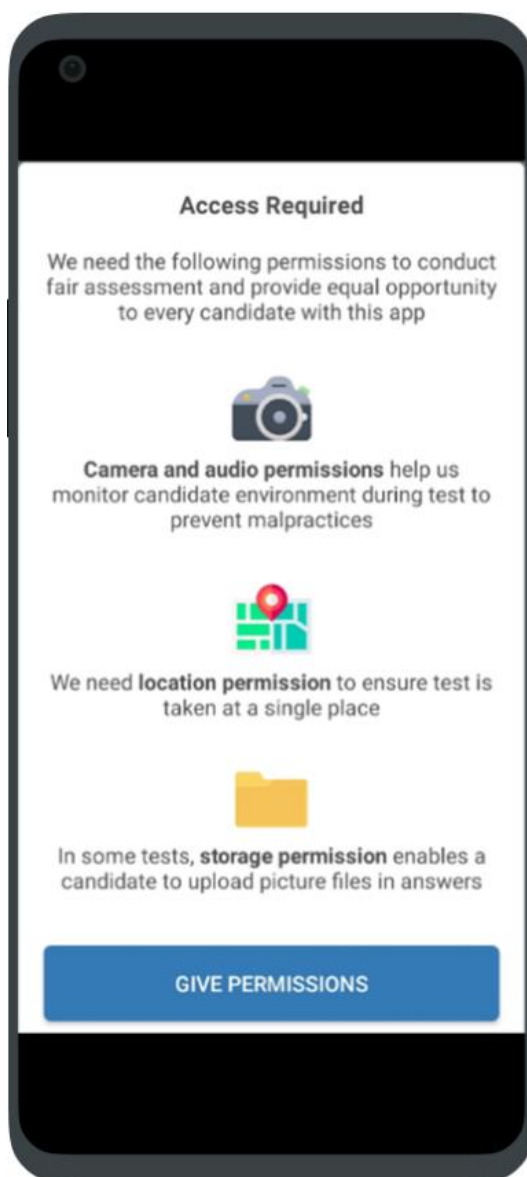 Access Required
We need the following permissions to conduct
fair assessment and provide equal opportunity
to every candidate with this app
Camera and audio permissions help us
monitor candidate environment during test to
prevent malpractices
We need location permission to ensure test is
taken at a single place
In some tests, storage permission enables a
candidate to upload picture files in answers
GIVE PERMISSIONS